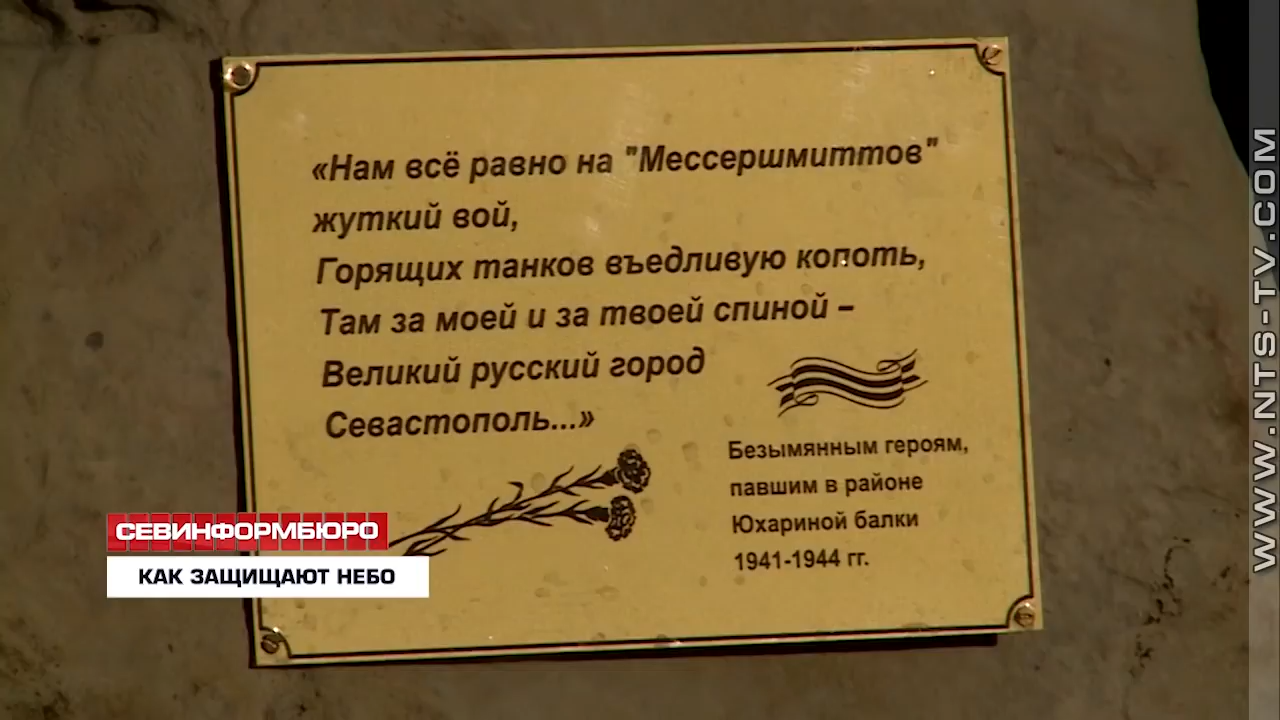 «Нам всё равно на "Мессершмиттов"
жуткий вой,
Горящих танков въедливую копоть,
Там за моей и за твоей спиной –
Великий русский город
Севастополь...»
Безымянным героям,
павшим в районе
Юхариной балки
1941-1944 гг.
СЕВИНФОРМБЮРО
КАК ЗАЩИЩАЮТ НЕБО
WWW.NTS-TV.COM